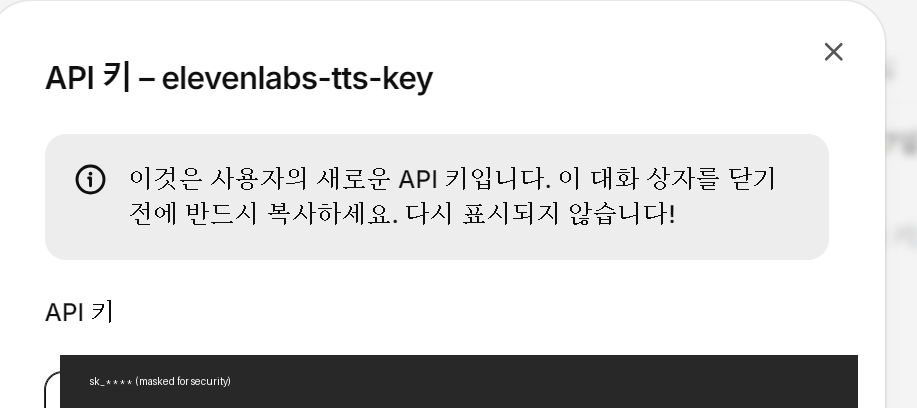 API 키 – elevenlabs-tts-key
이것은 사용자의 새로운 API 키입니다. 이 대화 상자를 닫기
전에 반드시 복사하세요. 다시 표시되지 않습니다!
API 키
sk_**** (masked for security)